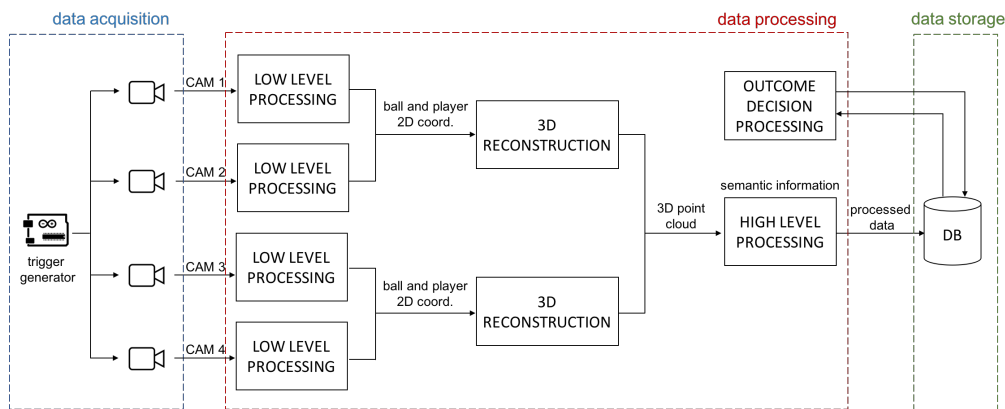 data acquisition
data processing
data storage
CAM 1
LOW LEVEL
PROCESSING
ball and player
2D coord.
3D
RECONSTRUCTION
OUTCOME
DECISION
PROCESSING
CAM 2
LOW LEVEL
PROCESSING
semantic information
trigger
generator
3D point
cloud
HIGH LEVEL
PROCESSING
processed
data
DB
CAM 3
LOW LEVEL
PROCESSING
ball and player
2D coord.
3D
RECONSTRUCTION
CAM 4
LOW LEVEL
PROCESSING